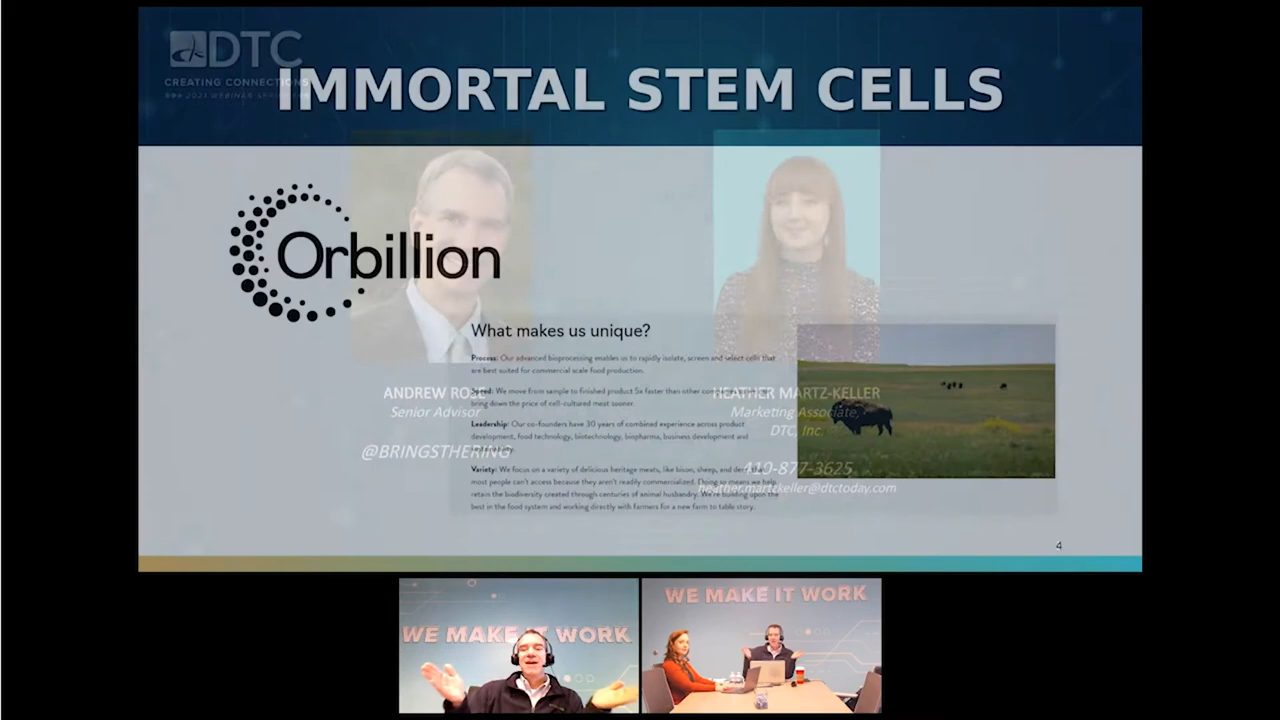 DTC
CREATING CONNECTIONS
IMMORTAL STEM CELLS
Orbillion
What makes us unique?
Process: Our advanced bioprocessing enables us to rapidly isolate, screen and select cells that
are best suited for commercial scale food production.
Speed: We move from sample to finished product 5x faster than other
bring down the price of cell-cultured meat sooner.
Leadership: Our co-founders have 30 years of combined experience across product
development, food technology, biotechnology, biopharma, business development and
Variety: We focus on a variety of delicious heritage meats, like bison, sheep, and
most people can't access because they aren't readily commercialized. Doing so means we help
retain the biodiversity created through centuries of animal husbandry. We're building upon the
best in the food system and working directly with farmers for a new farm to table story.
ANDREW ROSE
Senior Advisor
@BRINGSTHERING
HEATHER MARTZ-KELLER
Marketing Associate,
DTC, Inc.
410-877-3625
heather.martzkeller@dtctoday.com
4
WE MAKE IT WORK
WE MAKE IT WORK